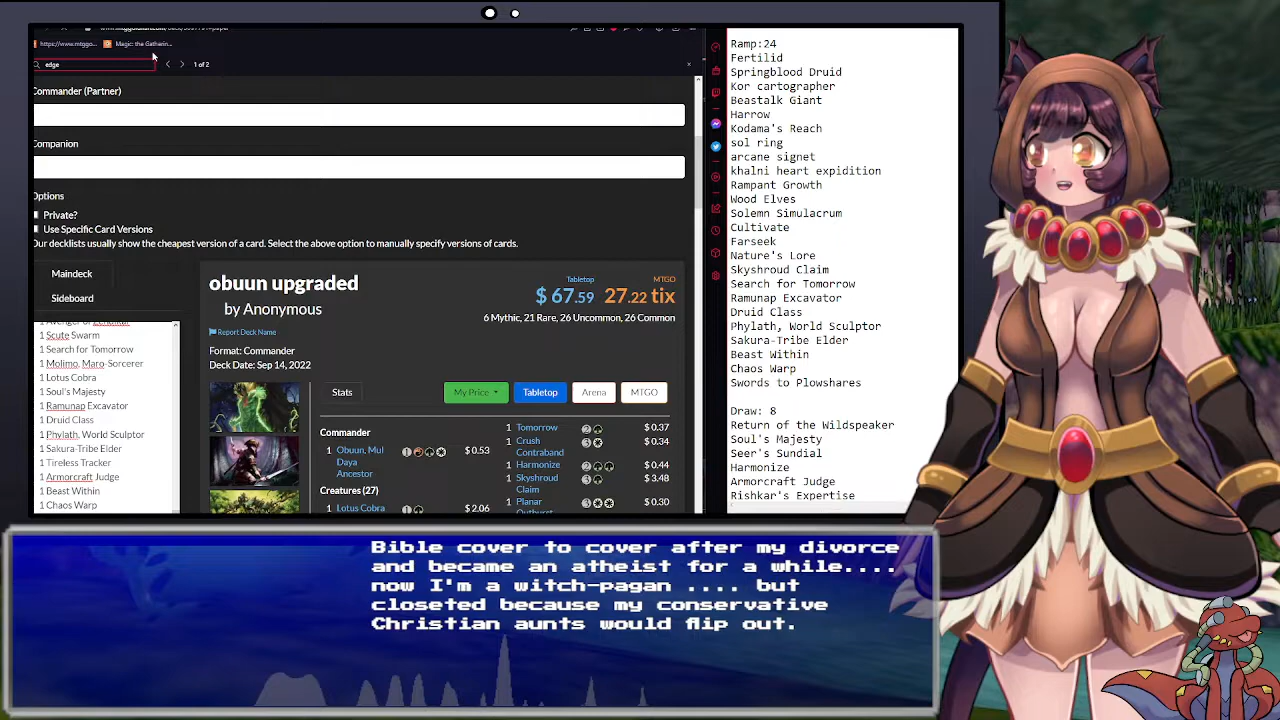 https://www.mtggo... Magic: the Gatherin...
edge 1 of 2
Commander (Partner)
Companion
Options
Private?
Use Specific Card Versions
Our decklists usually show the cheapest version of a card. Select the above option to manually specify versions of cards.
Maindeck
Sideboard
1 Scute Swarm
1 Search for Tomorrow
1 Molimo, Maro-Sorcerer
1 Lotus Cobra
1 Soul's Majesty
1 Ramunap Excavator
1 Druid Class
1 Phylath, World Sculptor
1 Sakura-Tribe Elder
1 Tireless Tracker
1 Armorcraft Judge
1 Beast Within
1 Chaos Warp
obuun upgraded
by Anonymous
Report Deck Name
Format: Commander
Deck Date: Sep 14, 2022
Tabletop MTGO
$ 67.59 27.22 tix
6 Mythic, 21 Rare, 26 Uncommon, 26 Common
Stats My Price Tabletop Arena MTGO
Commander
1 Obuun, Mul $0.53
Daya
Ancestor
Creatures (27)
1 Lotus Cobra $2.06
1 Tomorrow $0.37
1 Crush $0.34
Contraband
1 Harmonize $0.44
1 Skyshroud $3.48
Claim
1 Planar $0.30
Outburst
Ramp:24
Fertilid
Springblood Druid
Kor cartographer
Beastalk Giant
Harrow
Kodama's Reach
sol ring
arcane signet
khalni heart expidition
Rampant Growth
Wood Elves
Solemn Simulacrum
Cultivate
Farseek
Nature's Lore
Skyshroud Claim
Search for Tomorrow
Ramunap Excavator
Druid Class
Phylath, World Sculptor
Sakura-Tribe Elder
Beast Within
Chaos Warp
Swords to Plowshares
Draw: 8
Return of the Wildspeaker
Soul's Majesty
Seer's Sundial
Harmonize
Armorcraft Judge
Rishkar's Expertise
Bible cover to cover after my divorce
and became an atheist for a while....
now I'm a witch-pagan .... but
closeted because my conservative
Christian aunts would flip out.